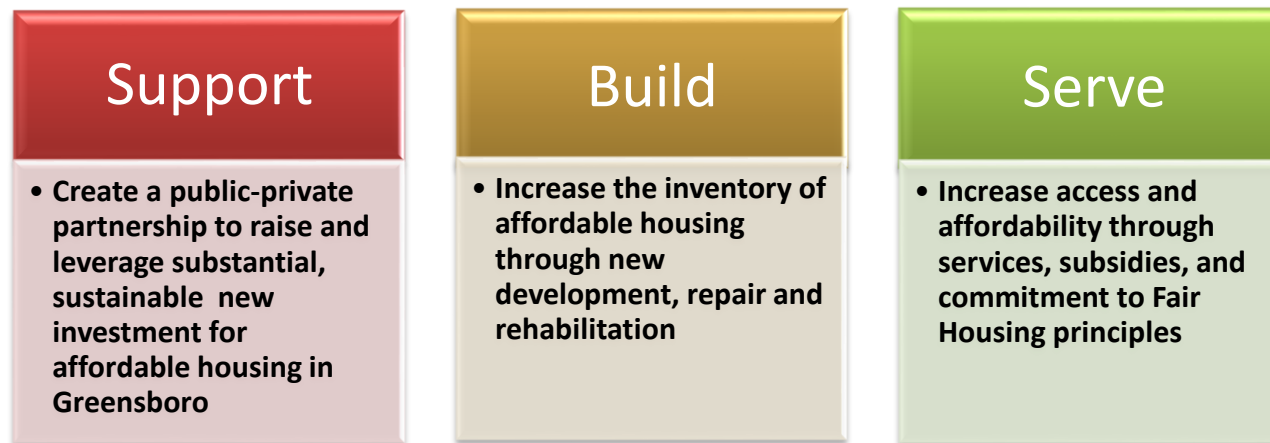 Support
• Create a public-private
partnership to raise and
leverage substantial,
sustainable  new
investment for
affordable housing in
Greensboro
Build
• Increase the inventory of
affordable housing
through new
development, repair and
rehabilitation
Serve
• Increase access and
affordability through
services, subsidies, and
commitment to Fair
Housing principles